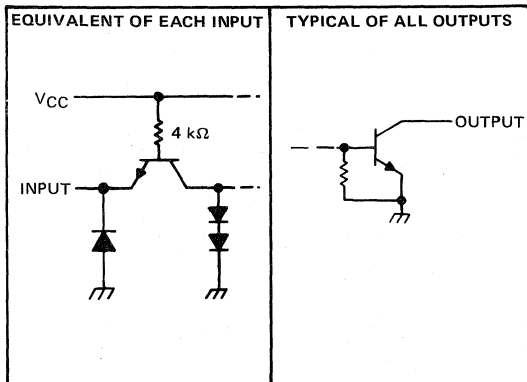 EQUIVALENT OF EACH INPUT
VCC
4 kΩ
INPUT
TYPICAL OF ALL OUTPUTS
OUTPUT